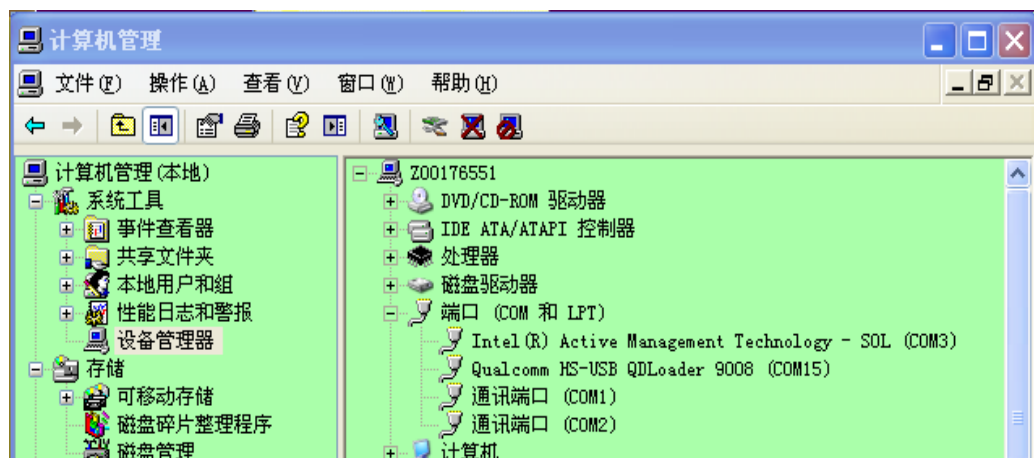 计算机管理
文件(F) 操作(A) 查看(V) 窗口(W) 帮助(H)
计算机管理(本地)
系统工具
事件查看器
共享文件夹
本地用户和组
性能日志和警报
设备管理器
存储
可移动存储
磁盘碎片整理程序
磁盘管理
Z00176551
DVD/CD-ROM 驱动器
IDE ATA/ATAPI 控制器
处理器
磁盘驱动器
端口 (COM 和 LPT)
Intel(R) Active Management Technology - SOL (COM3)
Qualcomm HS-USB QDLoader 9008 (COM15)
通讯端口 (COM1)
通讯端口 (COM2)
计算机